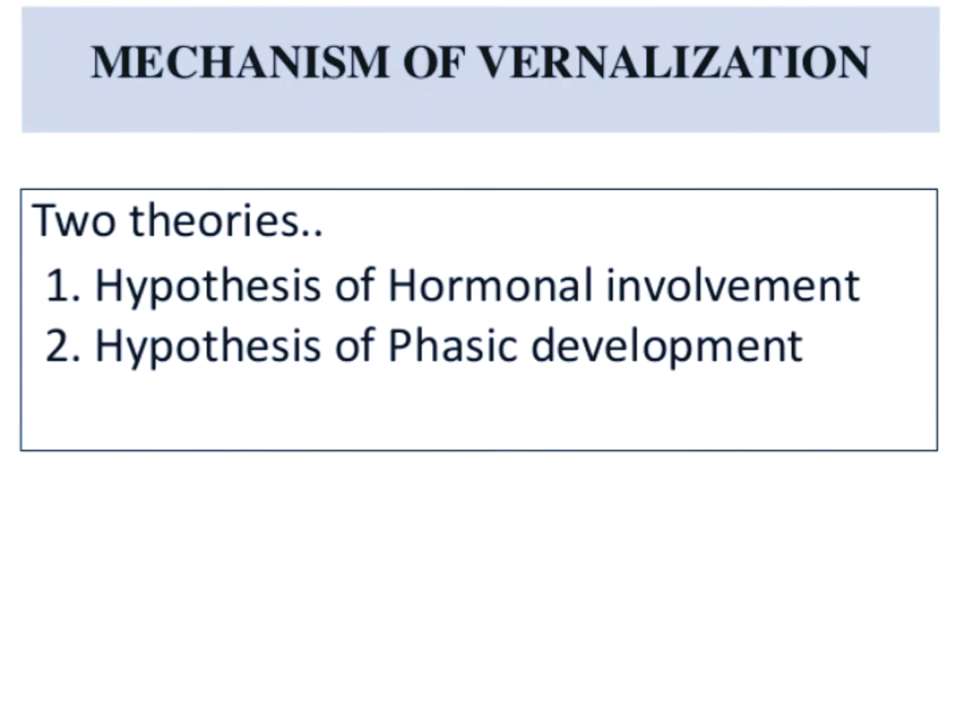 MECHANISM OF VERNALIZATION
Two theories..
1. Hypothesis of Hormonal involvement
2. Hypothesis of Phasic development